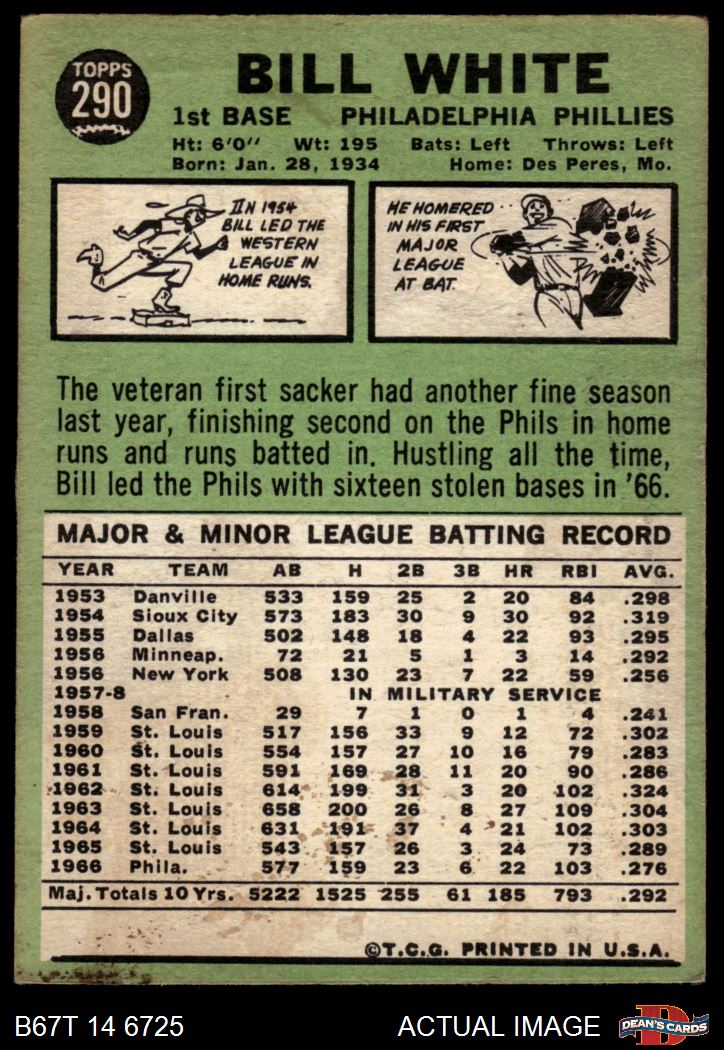 TOPPS
290
BILL WHITE
1st BASE PHILADELPHIA PHILLIES
Ht: 6'0" Wt: 195 Bats: Left Throws: Left
Born: Jan. 28, 1934 Home: Des Peres, Mo.
IN 1954
BILL LED THE
WESTERN
LEAGUE IN
HOME RUNS.
HE HOMERED
IN HIS FIRST
MAJOR
LEAGUE
AT BAT.
The veteran first sacker had another fine season
last year, finishing second on the Phils in home
runs and runs batted in. Hustling all the time,
Bill led the Phils with sixteen stolen bases in '66.
MAJOR & MINOR LEAGUE BATTING RECORD
YEAR TEAM AB H 2B 3B HR RBI AVG.
1953 Danville 533 159 25 2 20 84 .298
1954 Sioux City 573 183 30 9 30 92 .319
1955 Dallas 502 148 18 4 22 93 .295
1956 Minneap. 72 21 5 1 3 14 .292
1956 New York 508 130 23 7 22 59 .256
1957-8 IN MILITARY SERVICE
1958 San Fran. 29 7 1 0 1 4 .241
1959 St. Louis 517 156 33 9 12 72 .302
1960 St. Louis 554 157 27 10 16 79 .283
1961 St. Louis 591 169 28 11 20 90 .286
1962 St. Louis 614 199 31 3 20 102 .324
1963 St. Louis 658 200 26 8 27 109 .304
1964 St. Louis 631 191 37 4 21 102 .303
1965 St. Louis 543 157 26 3 24 73 .289
1966 Phila. 577 159 23 6 22 103 .276
Maj. Totals 10 Yrs. 5222 1525 255 61 185 793 .292
©T.C.G. PRINTED IN U.S.A.
B67T 14 6725 ACTUAL IMAGE
D
DEAN'S CARDS